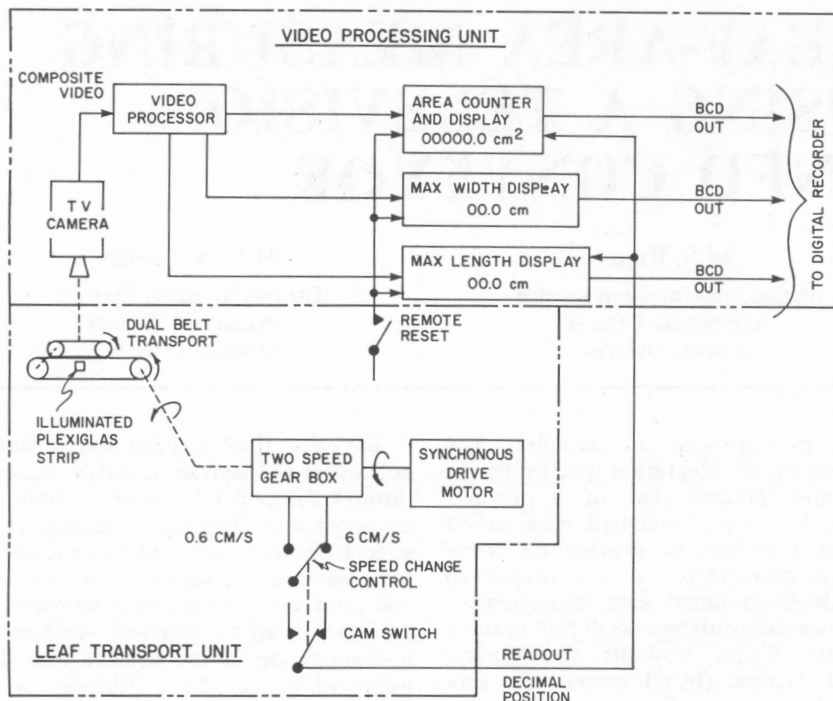 VIDEO PROCESSING UNIT
COMPOSITE
VIDEO
VIDEO
PROCESSOR
AREA COUNTER
AND DISPLAY
00000.0 cm2
BCD
OUT
TV
CAMERA
MAX WIDTH DISPLAY
00.0 cm
BCD
OUT
MAX LENGTH DISPLAY
00.0 cm
BCD
OUT
TO DIGITAL RECORDER
DUAL BELT
TRANSPORT
REMOTE
RESET
ILLUMINATED
PLEXIGLAS
STRIP
TWO SPEED
GEAR BOX
SYNCHONOUS
DRIVE
MOTOR
0.6 CM/S
6 CM/S
SPEED CHANGE
CONTROL
CAM SWITCH
LEAF TRANSPORT UNIT
READOUT
DECIMAL
POSITION